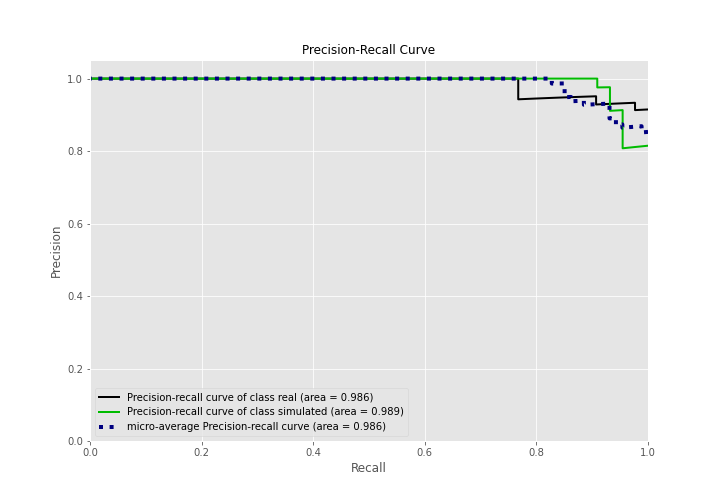 Precision-Recall Curve
1.0
0.8
0.6
0.4
0.2
0.0
Precision
Precision-recall curve of class real (area = 0.986)
Precision-recall curve of class simulated (area = 0.989)
micro-average Precision-recall curve (area = 0.986)
0.0 0.2 0.4 0.6 0.8 1.0
Recall